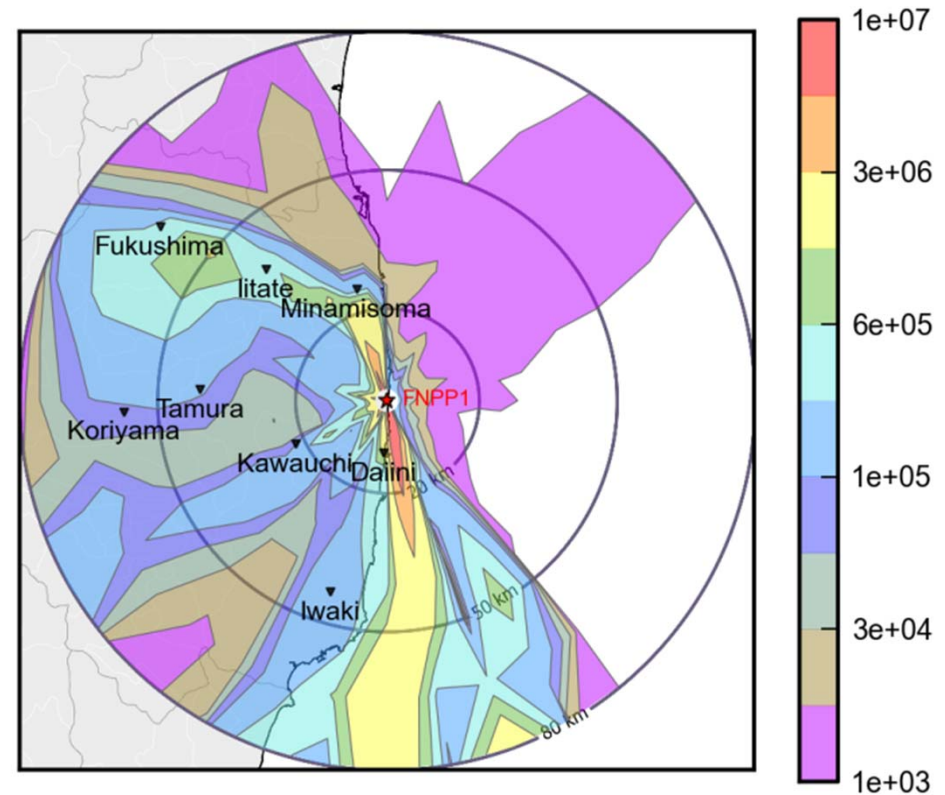 1e+07
3e+06
6e+05
1e+05
3e+04
1e+03
Fukushima
Iitate
Minamisoma
FNPP1
Tamura
Koriyama
Kawauchi
Daiini
20 km
50 km
Iwaki
80 km